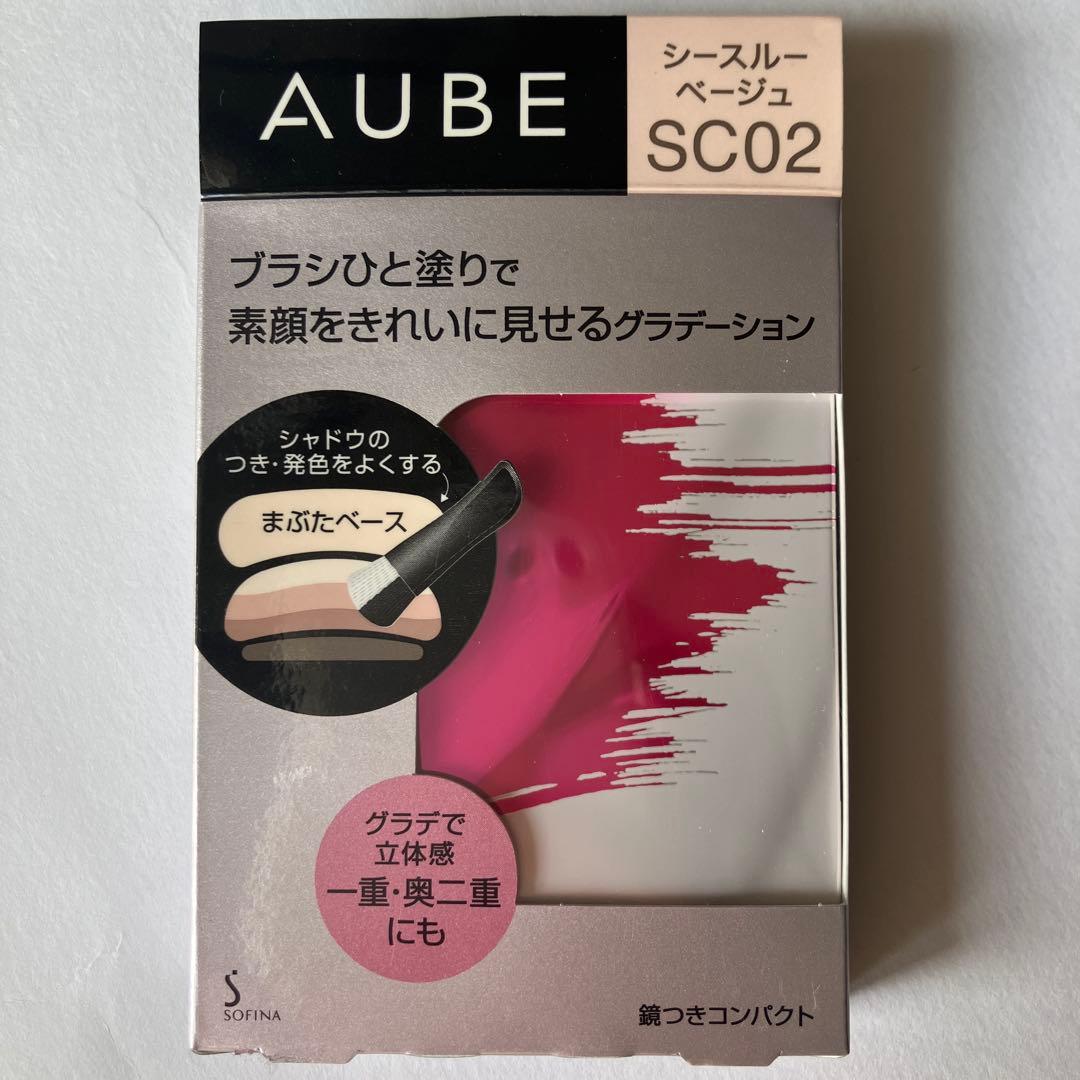 AUBE
シースルー
ベージュ
SC02
ブラシひと塗りで
素顔をきれいに見せるグラデーション
シャドウの
つき・発色をよくする
まぶたベース
グラデで
立体感
一重・奥二重
にも
SOFINA
鏡つきコンパクト